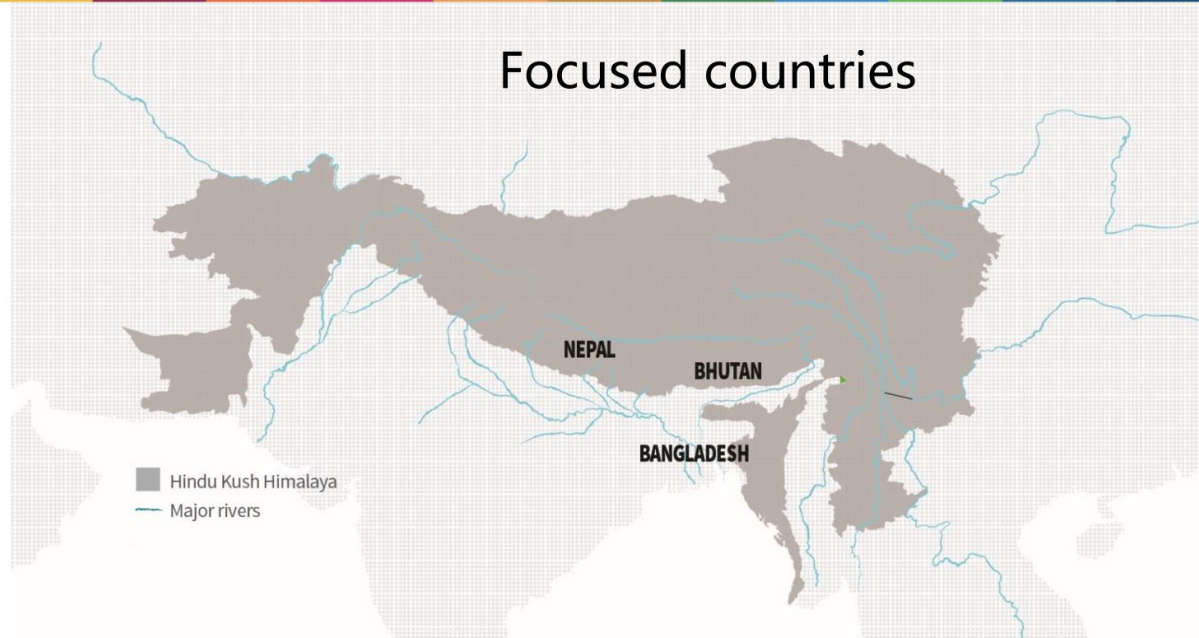 Focused countries
NEPAL
BHUTAN
BANGLADESH
Hindu Kush Himalaya
Major rivers